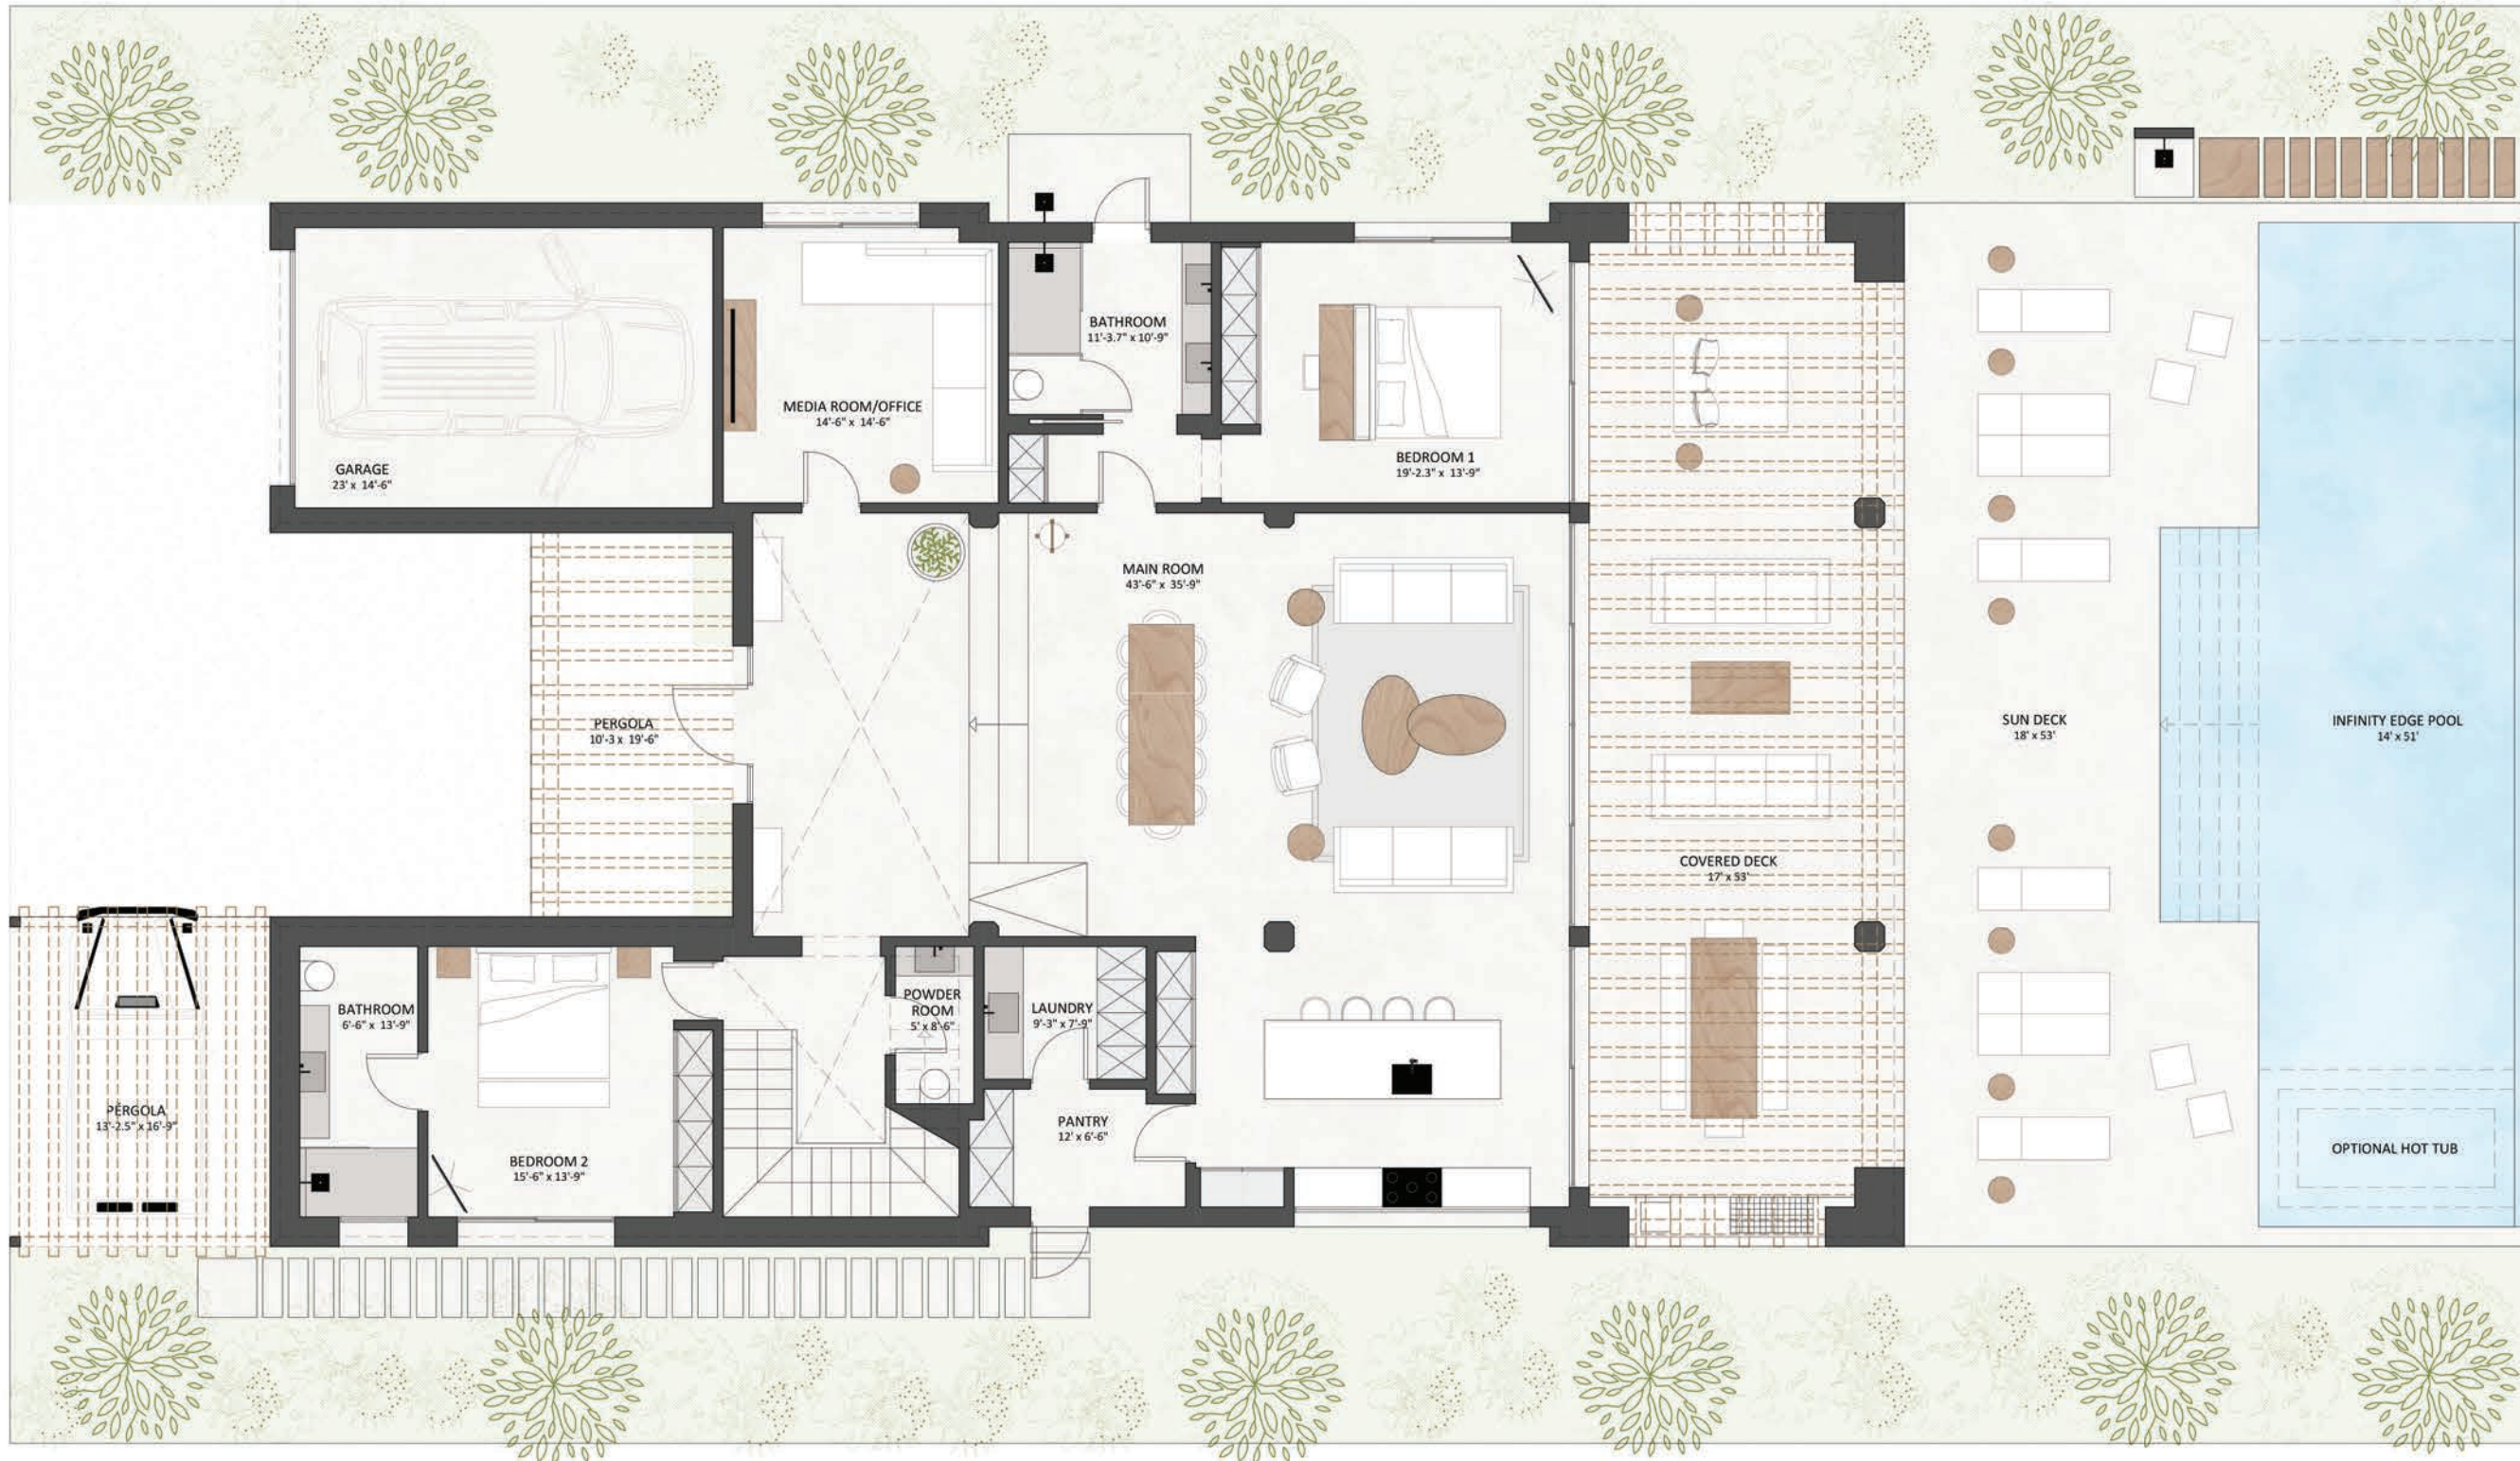 BATHROOM
11'-3.7" x 10'-9"
MEDIA ROOM/OFFICE
14'-6" x 14'-6"
GARAGE
23' x 14'-6"
BEDROOM 1
19'-2.3" x 13'-9"
MAIN ROOM
43'-6" x 35'-9"
PERGOLA
10'-3 x 19'-6"
SUN DECK
18' x 53'
INFINITY EDGE POOL
14' x 51'
COVERED DECK
17' x 53'
BATHROOM
6'-6" x 13'-9"
POWDER
ROOM
5' x 8'-6"
LAUNDRY
9'-3" x 7'-9"
PÉRGOLA
13'-2.5" x 16'-9"
PANTRY
12' x 6'-6"
BEDROOM 2
15'-6" x 13'-9"
OPTIONAL HOT TUB